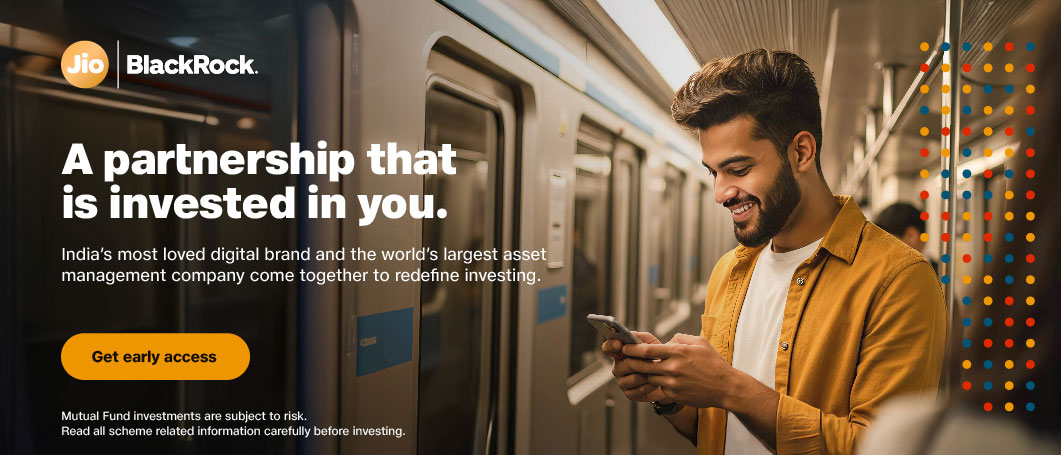 Jio BlackRock.
A partnership that
is invested in you.
India's most loved digital brand and the world's largest asset
management company come together to redefine investing.
Get early access
Mutual Fund investments are subject to risk.
Read all scheme related information carefully before investing.